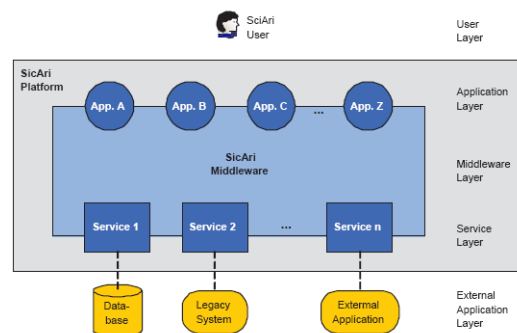 SciAri
User
User
Layer
SicAri
Platform
App. A
App. B
App. C
...
App. Z
Application
Layer
SicAri
Middleware
Middleware
Layer
Service 1
Service 2
...
Service n
Service
Layer
Data-
base
Legacy
System
Extermal
Application
External
Application
Layer